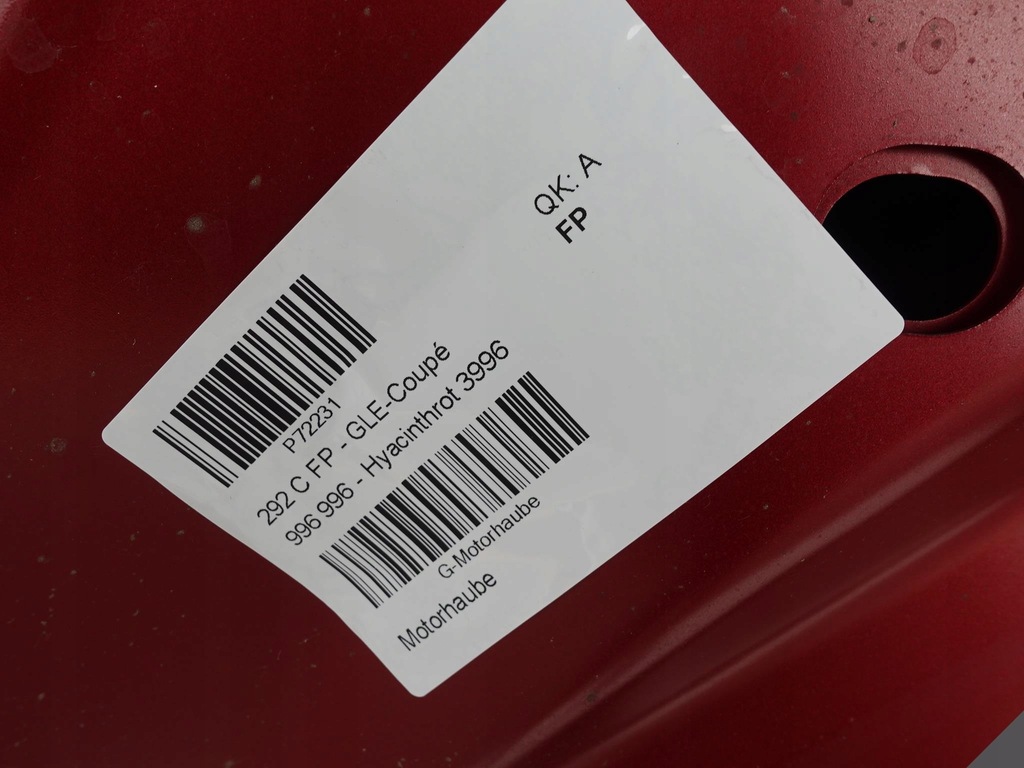 QK: A
FP
P72231
292 C FP - GLE-Coupé
996 996 - Hyacinthrot 3996
G-Motorhaube
Motorhaube